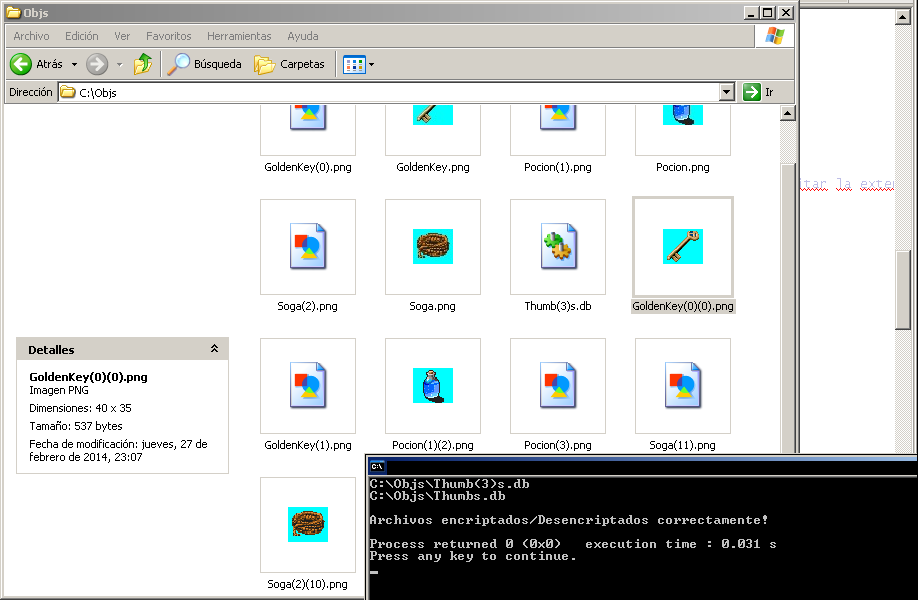 Objs
Archivo Edición Ver Favoritos Herramientas Ayuda
Atrás Búsqueda Carpetas
Dirección C:\Objs Ir
GoldenKey(0).png GoldenKey.png Pocion(1).png Pocion.png
itar la exten
Soga(2).png Soga.png Thumb(3)s.db GoldenKey(0)(0).png
Detalles
GoldenKey(0)(0).png
Imagen PNG
Dimensiones: 40 x 35
Tamaño: 537 bytes
Fecha de modificación: jueves, 27 de
febrero de 2014, 23:07
GoldenKey(1).png Pocion(1)(2).png Pocion(3).png Soga(11).png
Soga(2)(10).png
C:\
C:\Objs\Thumb(3)s.db
C:\Objs\Thumbs.db
Archivos encriptados/Desencriptados correctamente!
Process returned 0 (0x0)   execution time : 0.031 s
Press any key to continue.